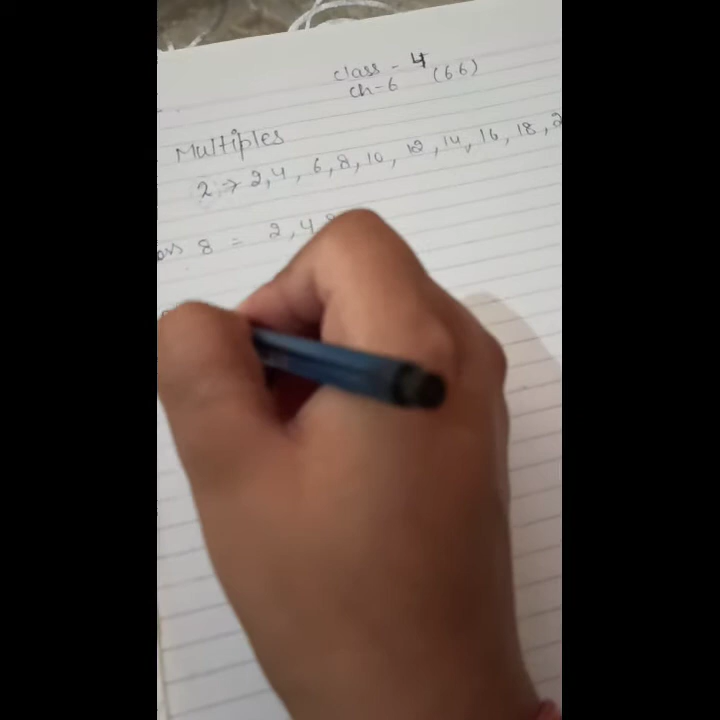 class - 4
ch-6 (66)
Multiples
2 → 2, 4, 6, 8, 10, 12, 14, 16, 18,
8 = 2, 4